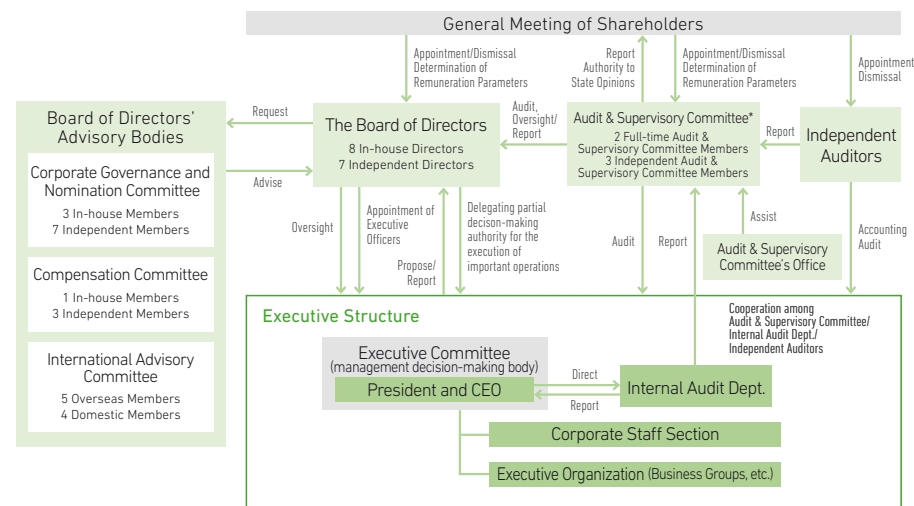 General Meeting of Shareholders
Appointment/Dismissal
Determination of
Remuneration Parameters
Report
Authority to
State Opinions
Appointment/Dismissal
Determination of
Remuneration Parameters
Appointment
Dismissal
Board of Directors'
Advisory Bodies
Corporate Governance and
Nomination Committee
3 In-house Members
7 Independent Members
Compensation Committee
1 In-house Members
3 Independent Members
International Advisory
Committee
5 Overseas Members
4 Domestic Members
Request
Advise
The Board of Directors
8 In-house Directors
7 Independent Directors
Audit,
Oversight/
Report
Audit & Supervisory Committee*
2 Full-time Audit &
Supervisory Committee Members
3 Independent Audit &
Supervisory Committee Members
Report
Independent
Auditors
Oversight
Appointment of
Executive
Officers
Propose/
Report
Delegating partial
decison-making
authority for the
execution of
important operations
Audit
Report
Assist
Audit & Supervisory
Committee's Office
Accounting
Audit
Executive Structure
Cooperation among
Audit & Supervisory Committee/
Internal Audit Dept./
Independent Auditors
Executive Committee
(management decision-making body)
President and CEO
Direct
Report
Internal Audit Dept.
Corporate Staff Section
Executive Organization (Business Groups, etc.)